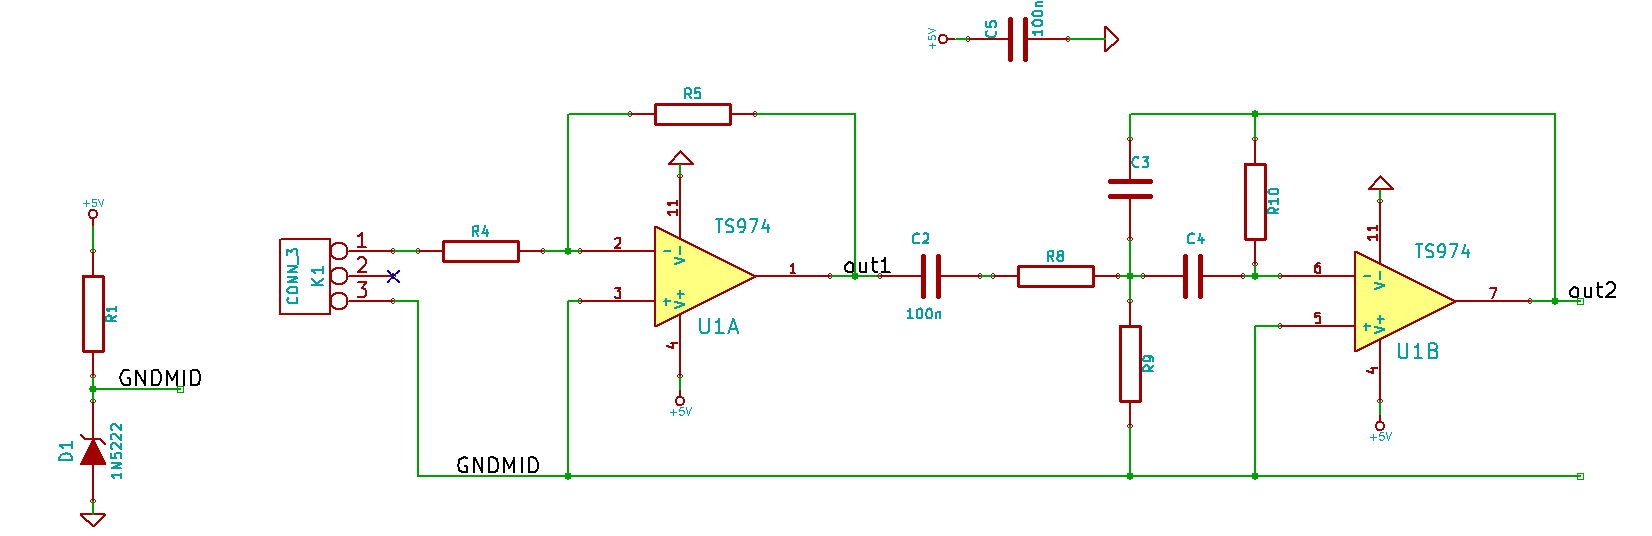 +5V
C5
100n
R5
+5V
R1
GNDMID
D1
1N5222
CONN_3
K1
1
2
3
R4
11
TS974
2
-
V-
1
3
+
V+
U1A
4
+5V
out1
C2
100n
R8
C3
C4
R10
R9
11
TS974
6
-
V-
7
5
+
V+
U1B
4
+5V
out2
GNDMID